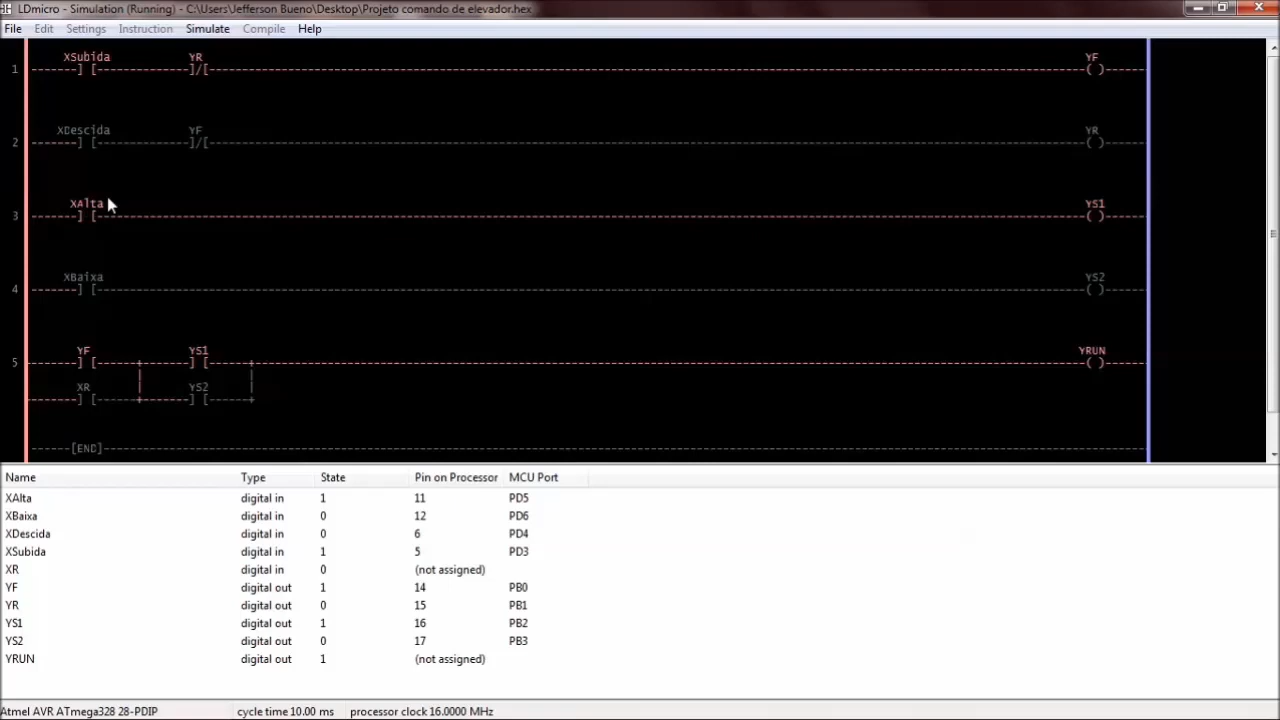 LDmicro - Simulation (Running) - C:\Users\Jefferson Bueno\Desktop\Projeto comando de elevador.hex
File Edit Settings Instruction Simulate Compile Help
XSubida YR YF
1 ------] [------------]/[------------( )------
XDescida YF YR
2 ------] [------------]/[------------( )------
XAlta YS1
3 ------] [------------( )------
XBaixa YS2
4 ------] [------------( )------
YF YS1 YRUN
5 ------] [------+------] [------+------------( )------
XR YS2
------] [------+------] [------+
------[END]------
Name Type State Pin on Processor MCU Port
XAlta digital in 1 11 PD5
XBaixa digital in 0 12 PD6
XDescida digital in 0 6 PD4
XSubida digital in 1 5 PD3
XR digital in 0 (not assigned)
YF digital out 1 14 PB0
YR digital out 0 15 PB1
YS1 digital out 1 16 PB2
YS2 digital out 0 17 PB3
YRUN digital out 1 (not assigned)
Atmel AVR ATmega328 28-PDIP cycle time 10.00 ms processor clock 16.0000 MHz